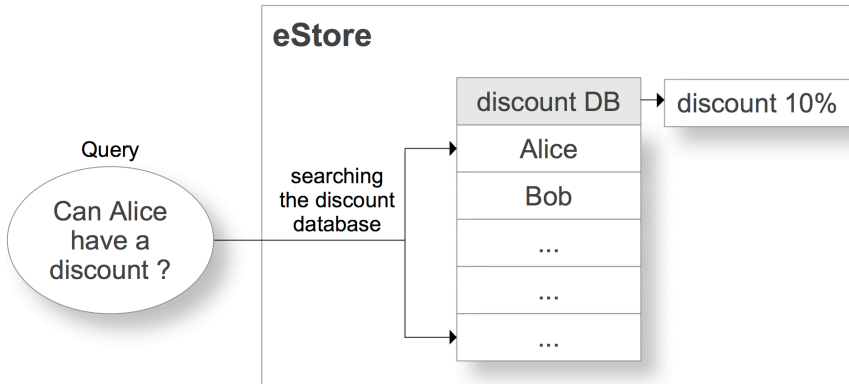 eStore
discount DB
discount 10%
Query
Alice
searching
the discount
database
Can Alice
have a
discount ?
Bob
...
...
...